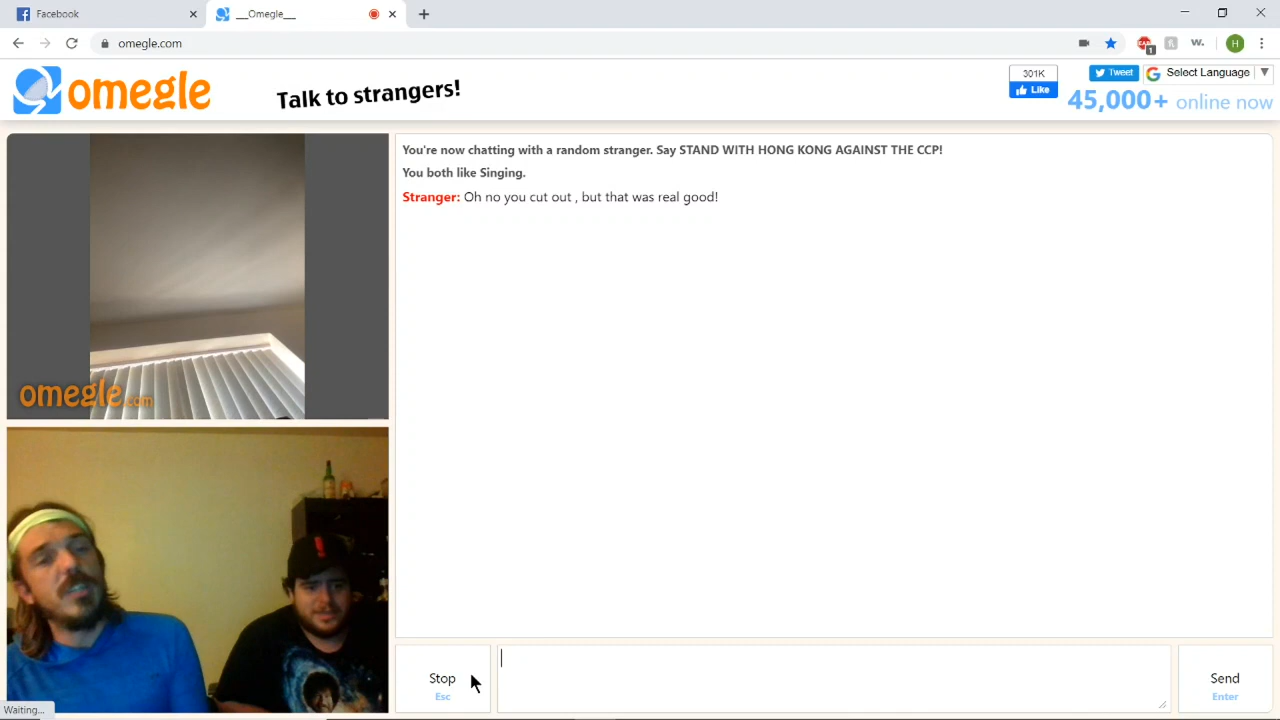 Facebook
__Omegle__
omegle.com
1
W.
H
omegle
Talk to strangers!
301K
Like
Tweet
G Select Language ▼
45,000+ online now
You're now chatting with a random stranger. Say STAND WITH HONG KONG AGAINST THE CCP!
You both like Singing.
Stranger: Oh no you cut out , but that was real good!
omegle.com
Stop
Esc
Send
Enter
Waiting...